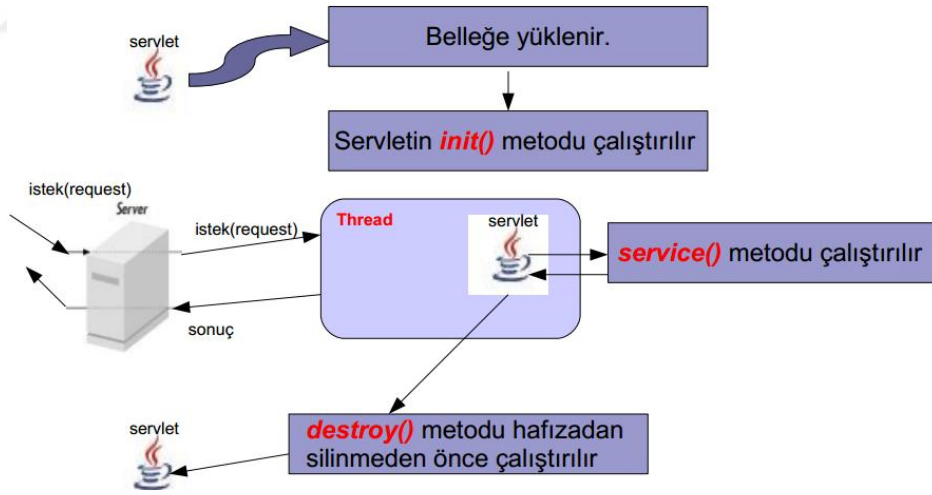 servlet
Belleğe yüklenir.
Servletin init() metodu çalıştırılır
istek(request)
Server
istek(request)
Thread
servlet
service() metodu çalıştırılır
sonuç
servlet
destroy() metodu hafızadan
silinmeden önce çalıştırılır